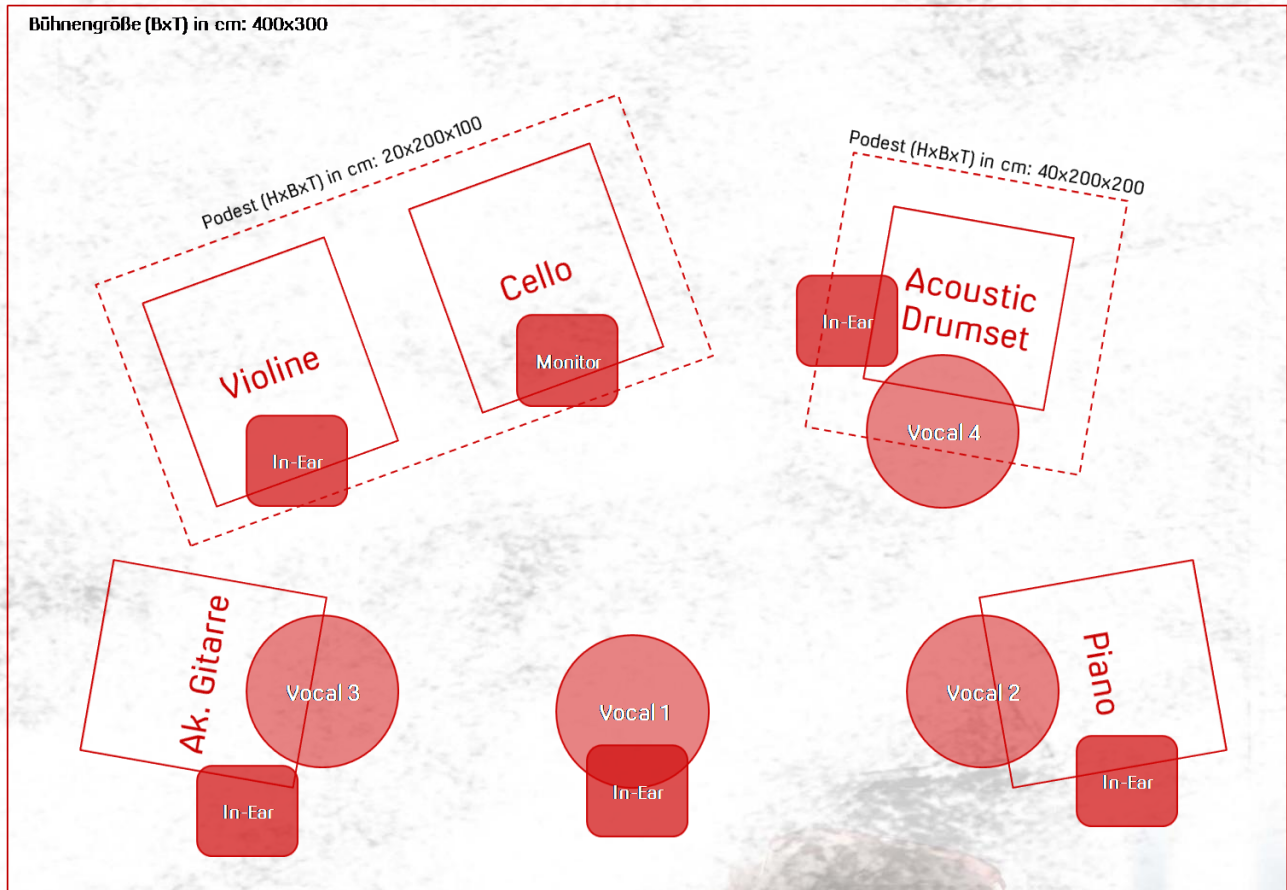 Bühnengröße (BxT) in cm: 400x300
Podest (HxBxT) in cm: 20x200x100
Podest (HxBxT) in cm: 40x200x200
Cello
Acoustic
Drumset
In-Ear
Monitor
Violine
Vocal 4
In-Ear
Ak. Gitarre
Vocal 3
Vocal 1
Vocal 2
Piano
In-Ear
In-Ear
In-Ear